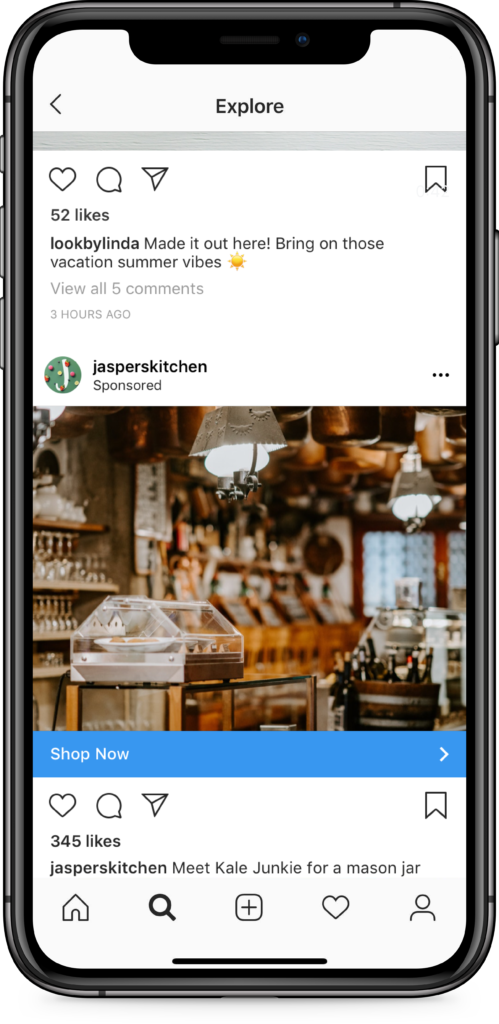 Explore
52 likes
lookbylinda Made it out here! Bring on those
vacation summer vibes ☀️
View all 5 comments
3 HOURS AGO
jasperskitchen
Sponsored
Shop Now
345 likes
jasperskitchen Meet Kale Junkie for a mason jar